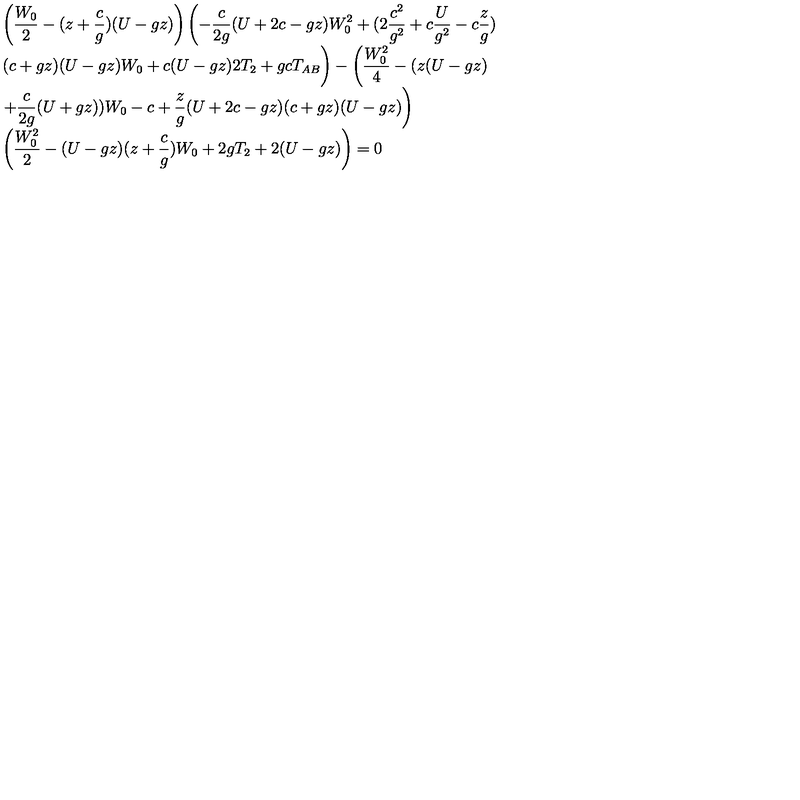 \left( \frac{W_0}{2} - (z + \frac{c}{g})(U - gz) \right) \left( -\frac{c}{2g}(U + 2c - gz)W_0^2 + (2\frac{c^2}{g^2} + c\frac{U}{g^2} - c\frac{z}{g}) \right.
\left. (c + gz)(U - gz)W_0 + c(U - gz)2T_2 + gcT_{AB} \right) - \left( \frac{W_0^2}{4} - (z(U - gz) \right.
\left. + \frac{c}{2g}(U + gz))W_0 - c + \frac{z}{g}(U + 2c - gz)(c + gz)(U - gz) \right)
\left( \frac{W_0^2}{2} - (U - gz)(z + \frac{c}{g})W_0 + 2gT_2 + 2(U - gz) \right) = 0